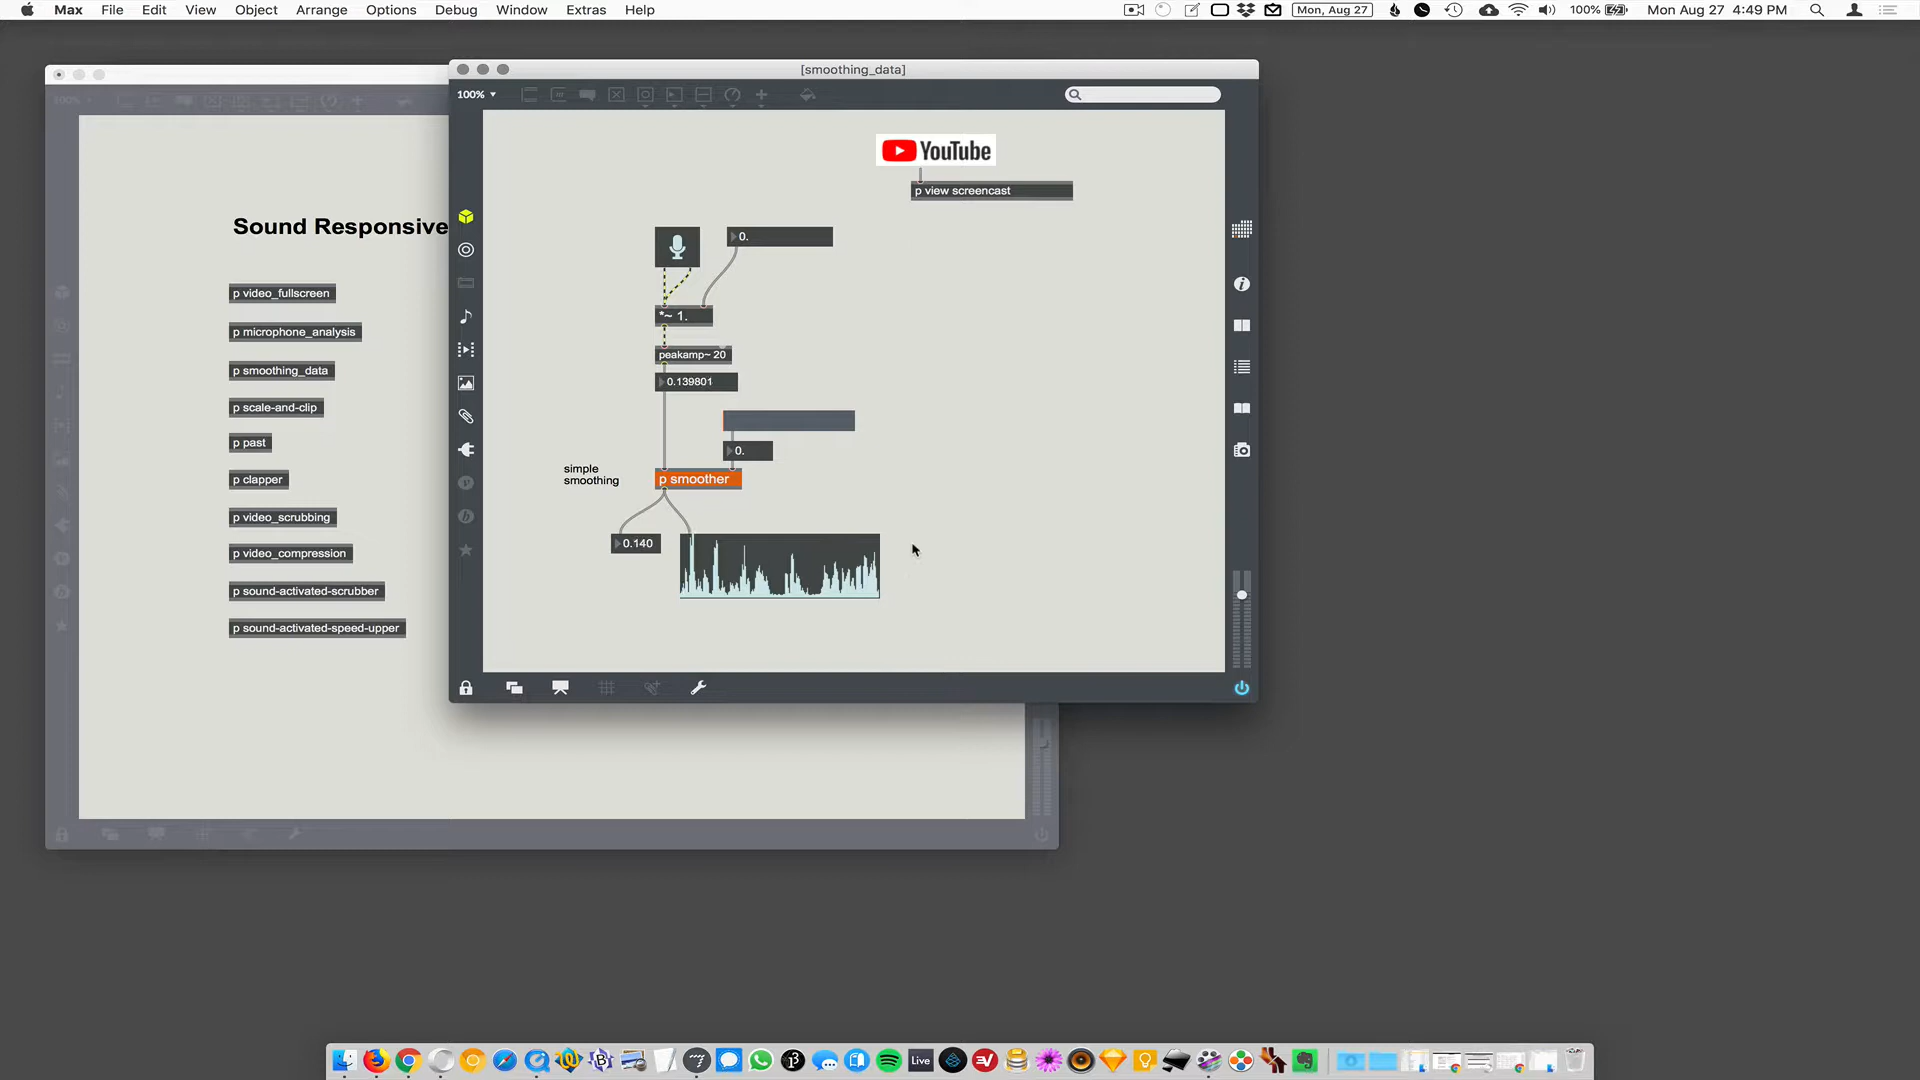 Max File Edit View Object Arrange Options Debug Window Extras Help
Mon, Aug 27
100%
Mon Aug 27 4:49 PM
[smoothing_data]
100%
YouTube
p view screencast
Sound Responsive
0.
*~ 1.
p video_fullscreen
p microphone_analysis
peakamp~ 20
p smoothing_data
0.139801
p scale-and-clip
p past
0.
simple
smoothing
p smoother
p clapper
p video_scrubbing
0.140
p video_compression
p sound-activated-scrubber
p sound-activated-speed-upper
Live